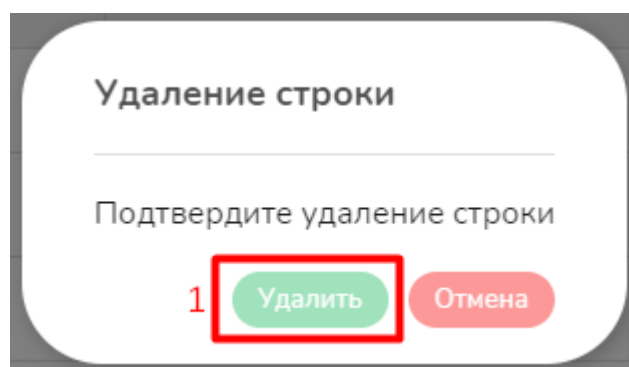 Удаление строки
Подтвердите удаление строки
1 Удалить Отмена